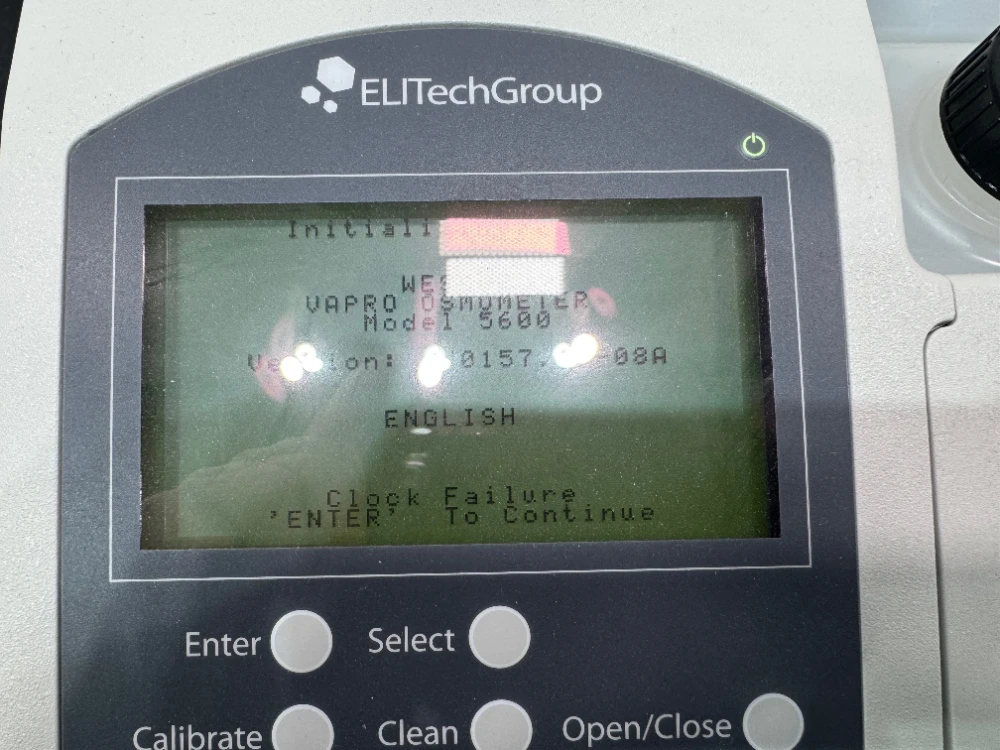 ELITechGroup
VAPRO OSMOMETER
Model 5600
ENGLISH
Clock Failure
'ENTER' To Continue
Enter
Select
Calibrate
Clean
Open/Close